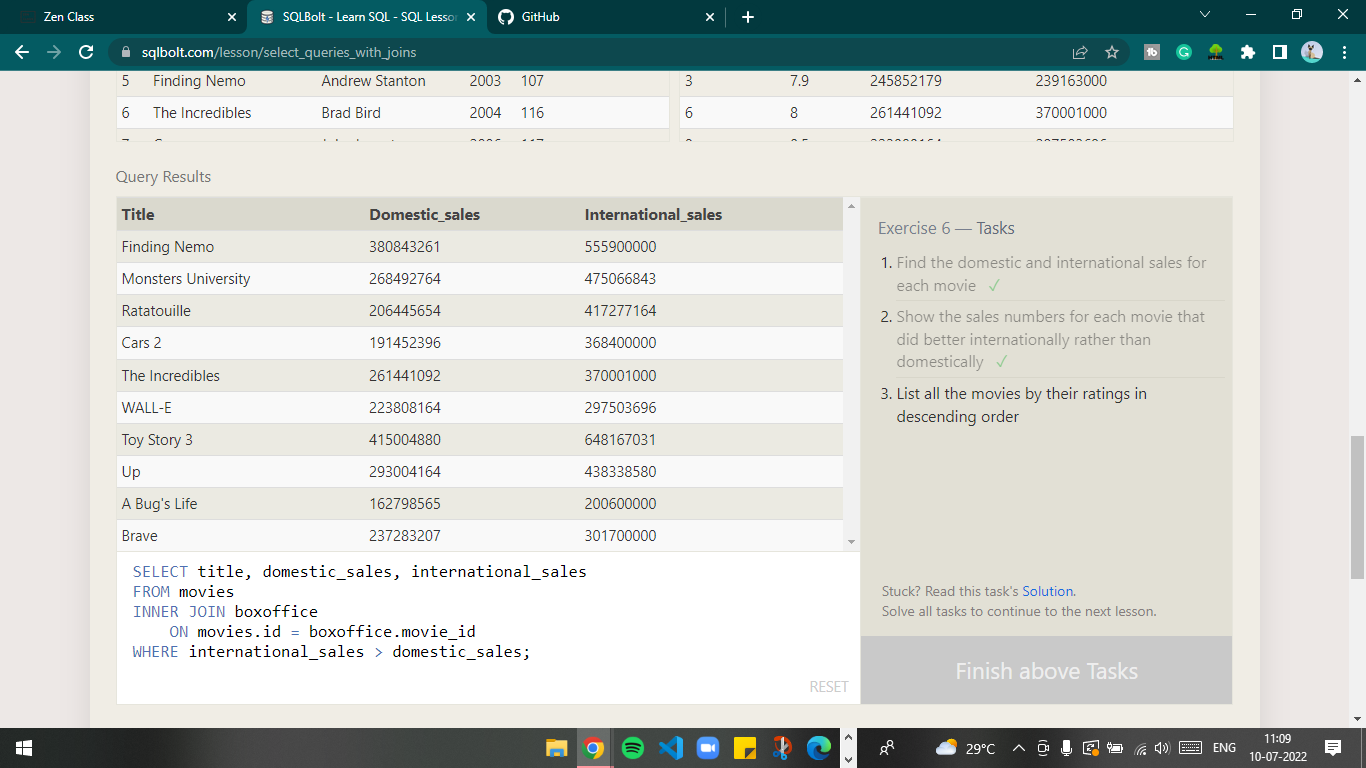 Zen Class
SQLBolt - Learn SQL - SQL Lesson
GitHub
sqlbolt.com/lesson/select_queries_with_joins
5 Finding Nemo Andrew Stanton 2003 107 3 7.9 245852179 239163000
6 The Incredibles Brad Bird 2004 116 6 8 261441092 370001000
Query Results
Title Domestic_sales International_sales
Finding Nemo 380843261 555900000
Monsters University 268492764 475066843
Ratatouille 206445654 417277164
Cars 2 191452396 368400000
The Incredibles 261441092 370001000
WALL-E 223808164 297503696
Toy Story 3 415004880 648167031
Up 293004164 438338580
A Bug's Life 162798565 200600000
Brave 237283207 301700000
SELECT title, domestic_sales, international_sales
FROM movies
INNER JOIN boxoffice
ON movies.id = boxoffice.movie_id
WHERE international_sales > domestic_sales;
RESET
Exercise 6 — Tasks
1. Find the domestic and international sales for
each movie ✓
2. Show the sales numbers for each movie that
did better internationally rather than
domestically ✓
3. List all the movies by their ratings in
descending order
Stuck? Read this task's Solution.
Solve all tasks to continue to the next lesson.
Finish above Tasks
29°C
ENG
11:09
10-07-2022